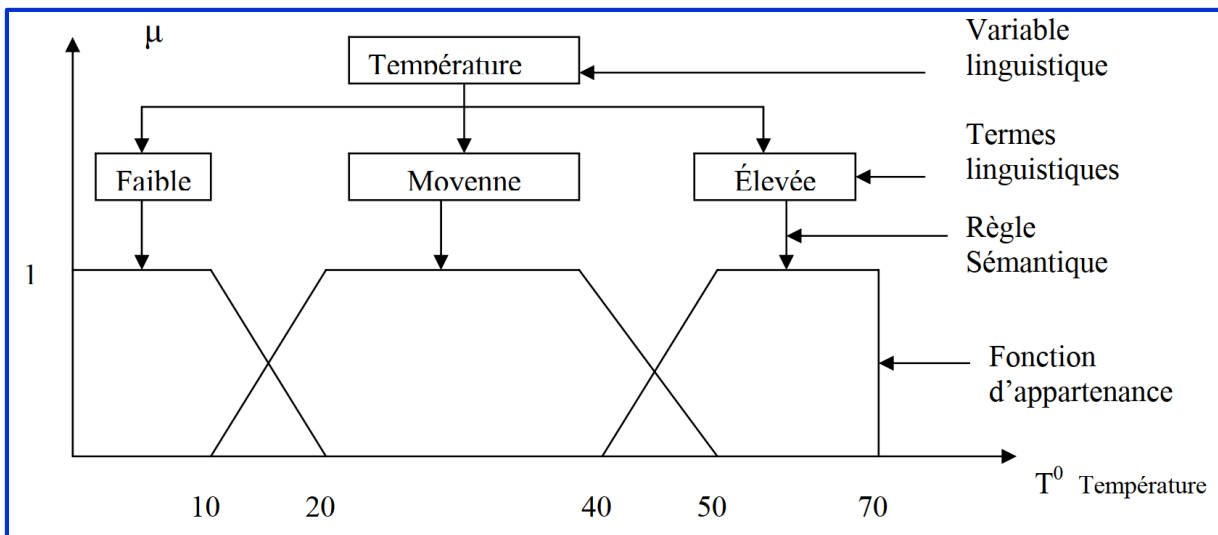 μ
Variable
linguistique
Température
Termes
linguistiques
Faible
Moyenne
Élevée
Règle
Sémantique
1
Fonction
d'appartenance
10 20 40 50 70
T⁰ Température